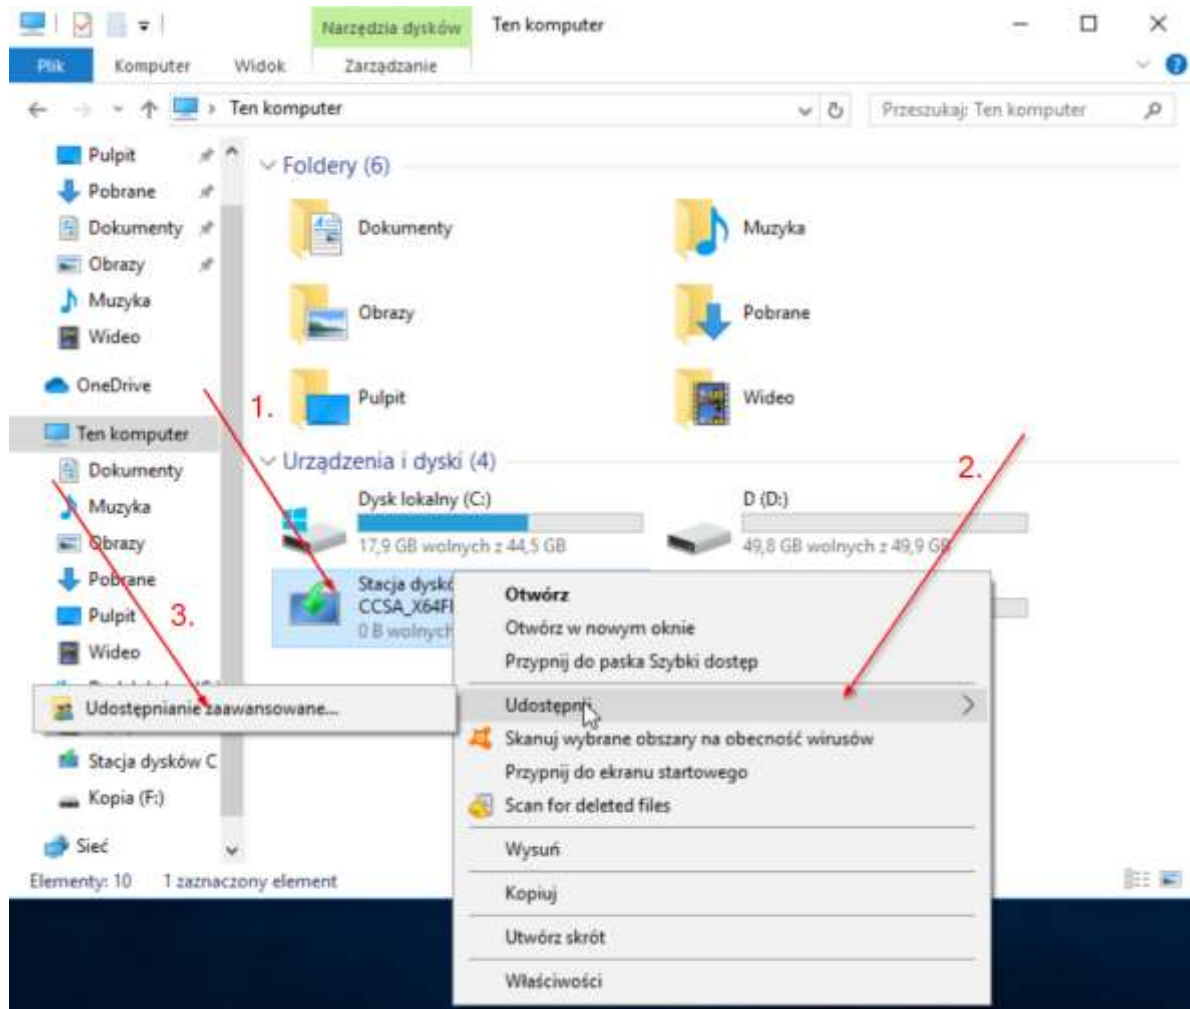 Narzędzia dysków
Ten komputer
Plik
Komputer
Widok
Zarządzanie
Ten komputer
Przeszukaj: Ten komputer
Pulpit
Pobrane
Dokumenty
Obrazy
Muzyka
Wideo
OneDrive
Ten komputer
Dokumenty
Muzyka
Obrazy
Pobrane
Pulpit
Wideo
Stacja dysków C
Kopia (F:)
Sieć
Foldery (6)
Dokumenty
Muzyka
Obrazy
Pobrane
Pulpit
Wideo
1.
Urządzenia i dyski (4)
2.
Dysk lokalny (C:)
17,9 GB wolnych z 44,5 GB
D (D:)
49,8 GB wolnych z 49,9 GB
Stacja dyskó
CCSA_X64F
0 B wolnych
3.
Udostępnianie zaawansowane...
Otwórz
Otwórz w nowym oknie
Przypnij do paska Szybki dostęp
Udostępnij
Skanuj wybrane obszary na obecność wirusów
Przypnij do ekranu startowego
Scan for deleted files
Wysuń
Kopiuj
Utwórz skrót
Właściwości
Elementy: 10
1 zaznaczony element